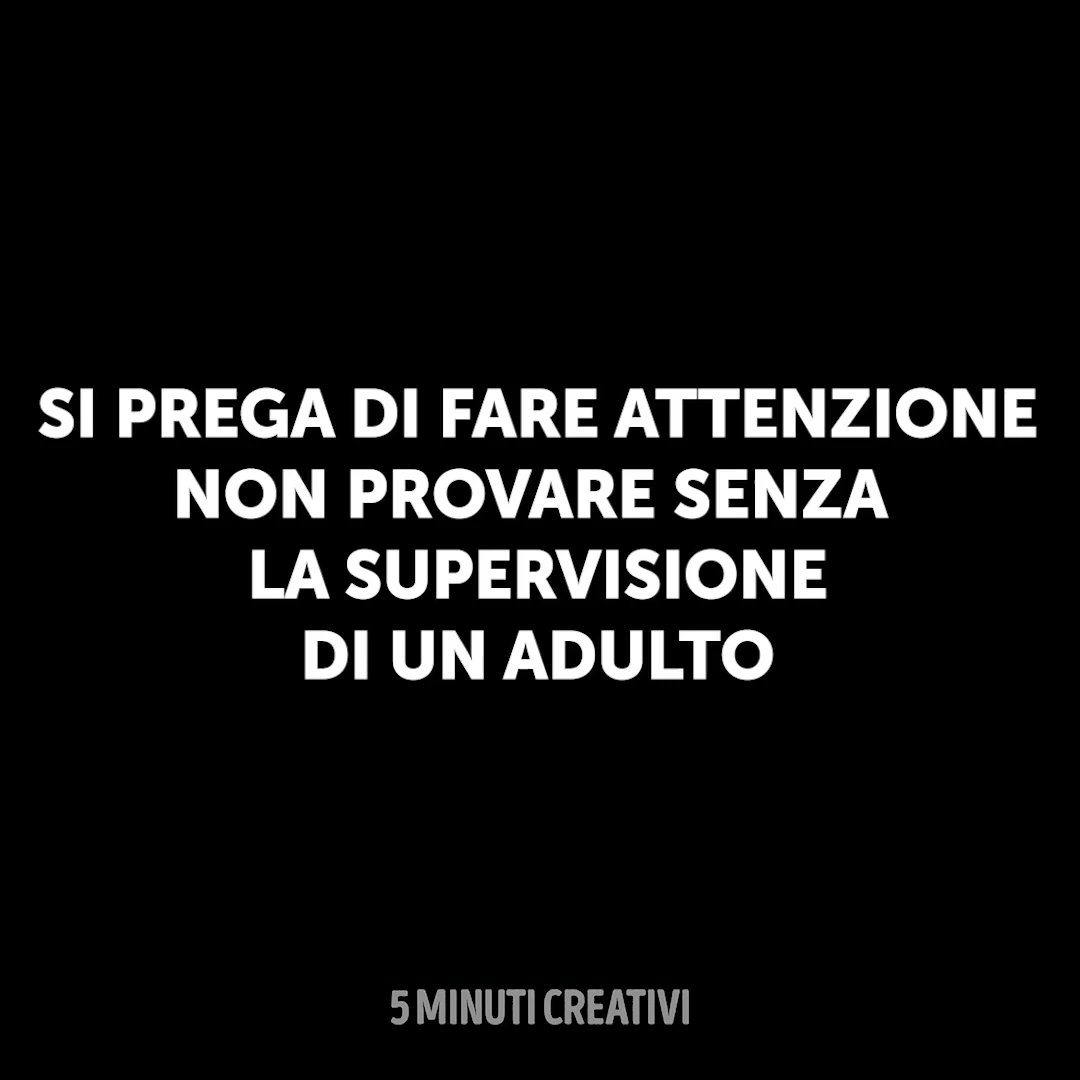 SI PREGA DI FARE ATTENZIONE
NON PROVARE SENZA
LA SUPERVISIONE
DI UN ADULTO
5 MINUTI CREATIVI